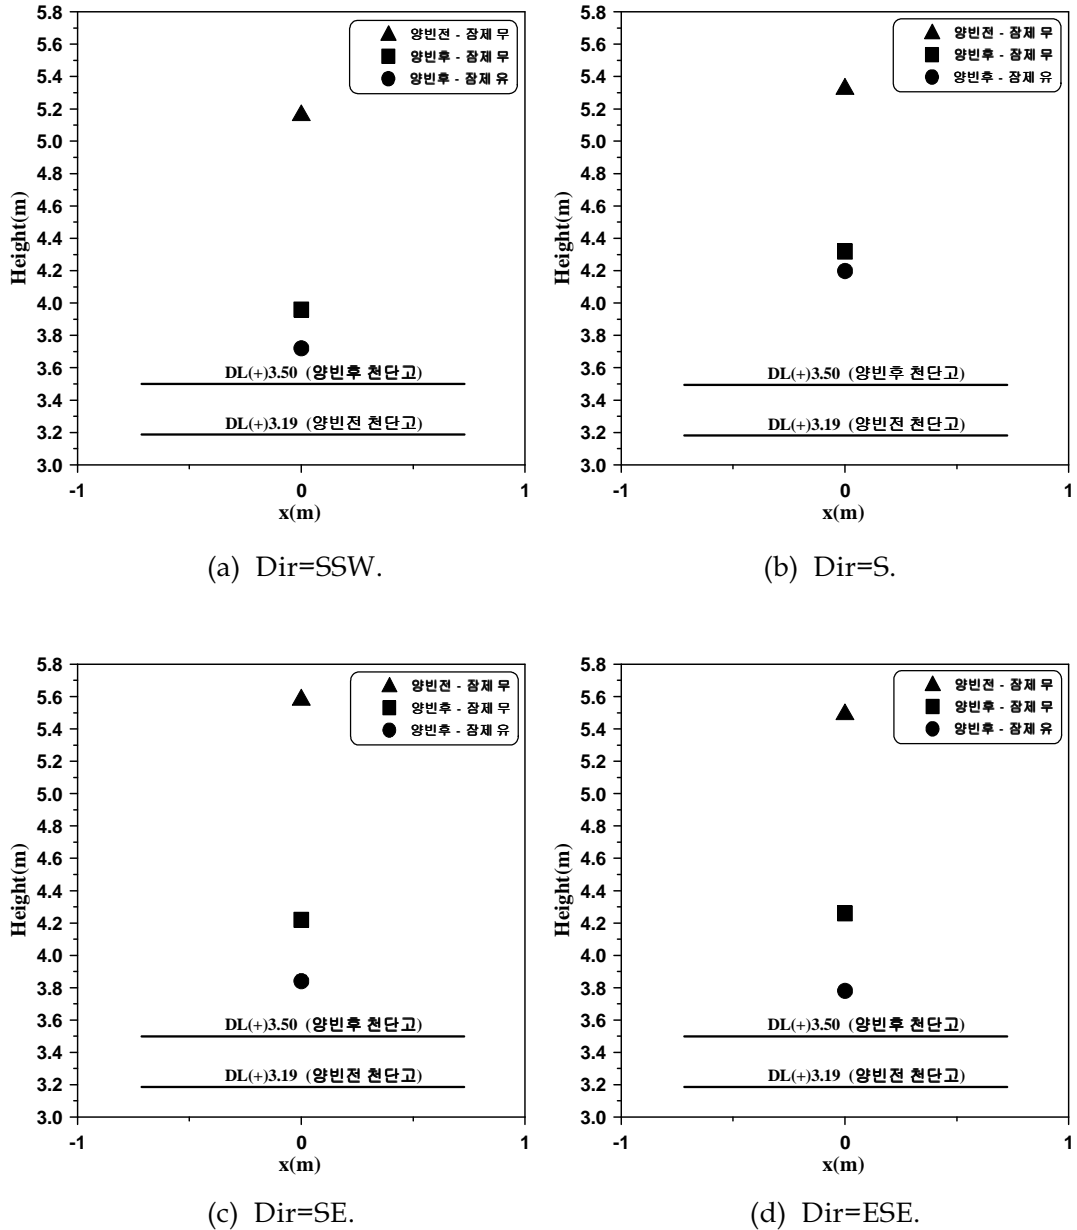 5.8
5.6
5.4
5.2
5.0
4.8
4.6
4.4
4.2
4.0
3.8
3.6
3.4
3.2
3.0
Height(m)
양빈전 - 잠제 무
양빈후 - 잠제 무
양빈후 - 잠제 유
DL(+)3.50 (양빈후 천단고)
DL(+)3.19 (양빈전 천단고)
-1 0 1
x(m)
(a) Dir=SSW.
5.8
5.6
5.4
5.2
5.0
4.8
4.6
4.4
4.2
4.0
3.8
3.6
3.4
3.2
3.0
Height(m)
양빈전 - 잠제 무
양빈후 - 잠제 무
양빈후 - 잠제 유
DL(+)3.50 (양빈후 천단고)
DL(+)3.19 (양빈전 천단고)
-1 0 1
x(m)
(b) Dir=S.
5.8
5.6
5.4
5.2
5.0
4.8
4.6
4.4
4.2
4.0
3.8
3.6
3.4
3.2
3.0
Height(m)
양빈전 - 잠제 무
양빈후 - 잠제 무
양빈후 - 잠제 유
DL(+)3.50 (양빈후 천단고)
DL(+)3.19 (양빈전 천단고)
-1 0 1
x(m)
(c) Dir=SE.
5.8
5.6
5.4
5.2
5.0
4.8
4.6
4.4
4.2
4.0
3.8
3.6
3.4
3.2
3.0
Height(m)
양빈전 - 잠제 무
양빈후 - 잠제 무
양빈후 - 잠제 유
DL(+)3.50 (양빈후 천단고)
DL(+)3.19 (양빈전 천단고)
-1 0 1
x(m)
(d) Dir=ESE.